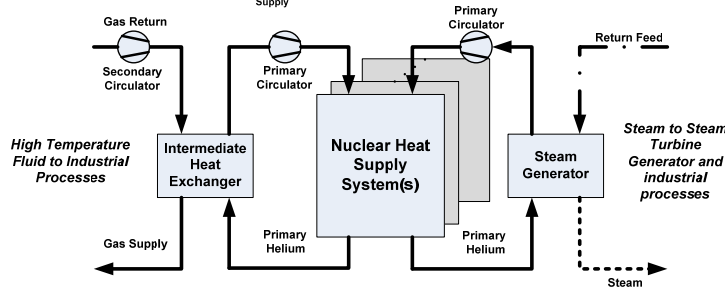 Supply
Gas Return
Primary
Circulator
Return Feed
Secondary
Circulator
Primary
Circulator
High Temperature
Fluid to Industrial
Processes
Intermediate
Heat
Exchanger
Nuclear Heat
Supply
System(s)
Steam
Generator
Steam to Steam
Turbine
Generator and
industrial
processes
Gas Supply
Primary
Helium
Primary
Helium
Steam